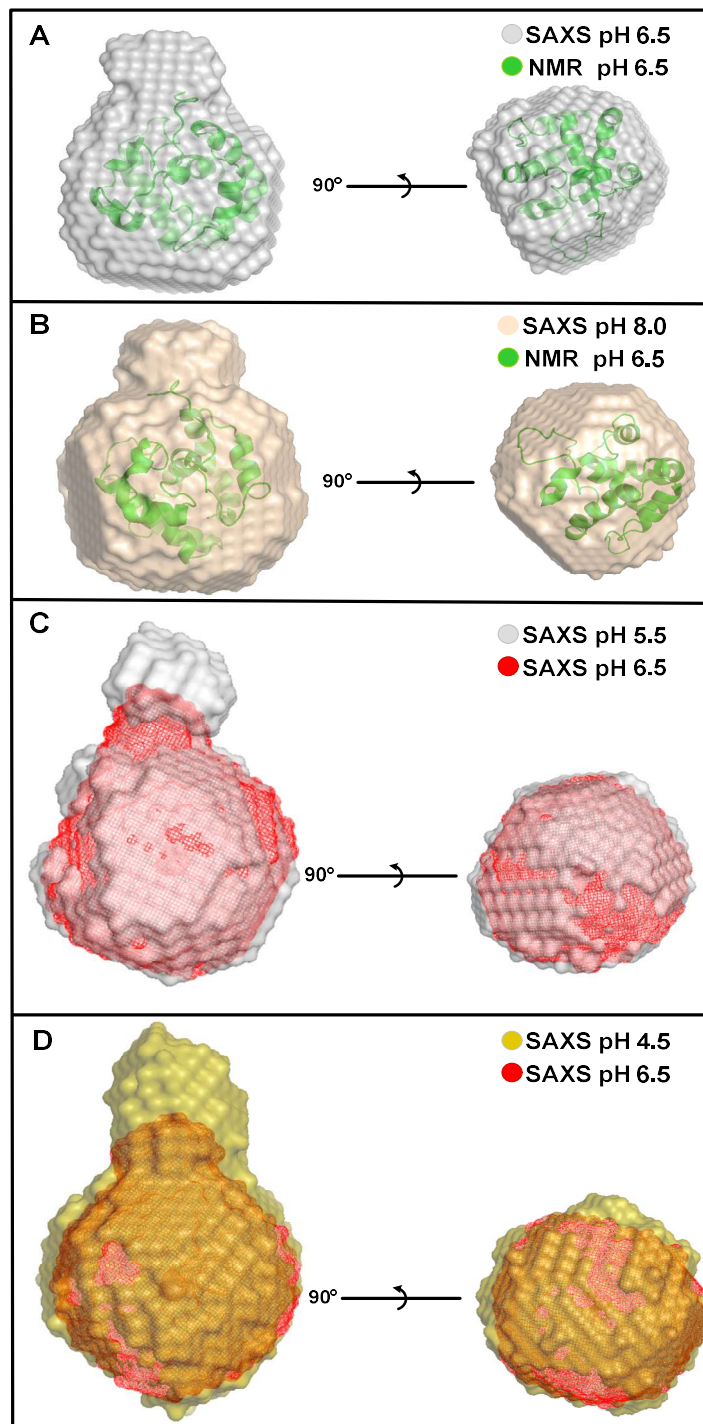 A
SAXS pH 6.5
NMR pH 6.5
90°
B
SAXS pH 8.0
NMR pH 6.5
90°
C
SAXS pH 5.5
SAXS pH 6.5
90°
D
SAXS pH 4.5
SAXS pH 6.5
90°